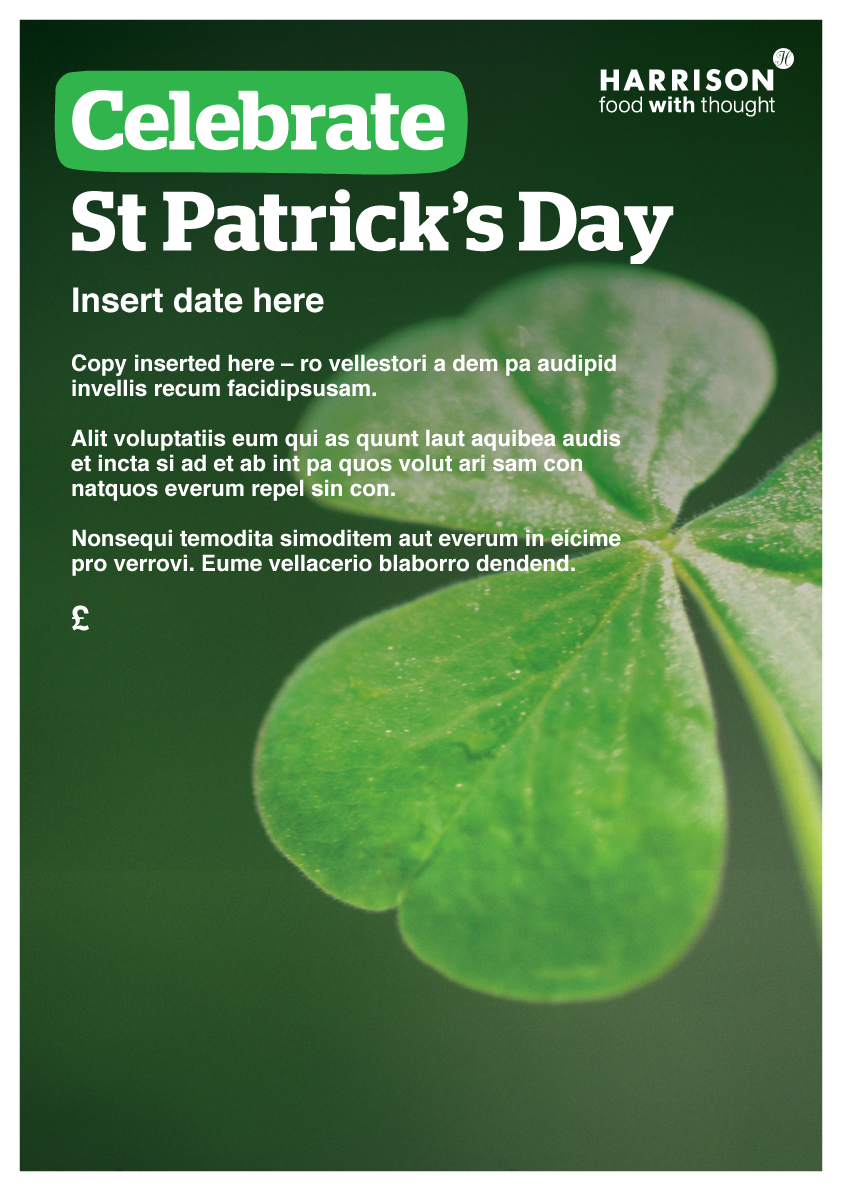 H
HARRISON
food with thought
Celebrate
St Patrick’s Day
Insert date here
Copy inserted here – ro vellestori a dem pa audipid
invellis recum facidipsusam.
Alit voluptatiis eum qui as quunt laut aquibea audis
et incta si ad et ab int pa quos volut ari sam con
natquos everum repel sin con.
Nonsequi temodita simoditem aut everum in eicime
pro verrovi. Eume vellacerio blaborro dendend.
£